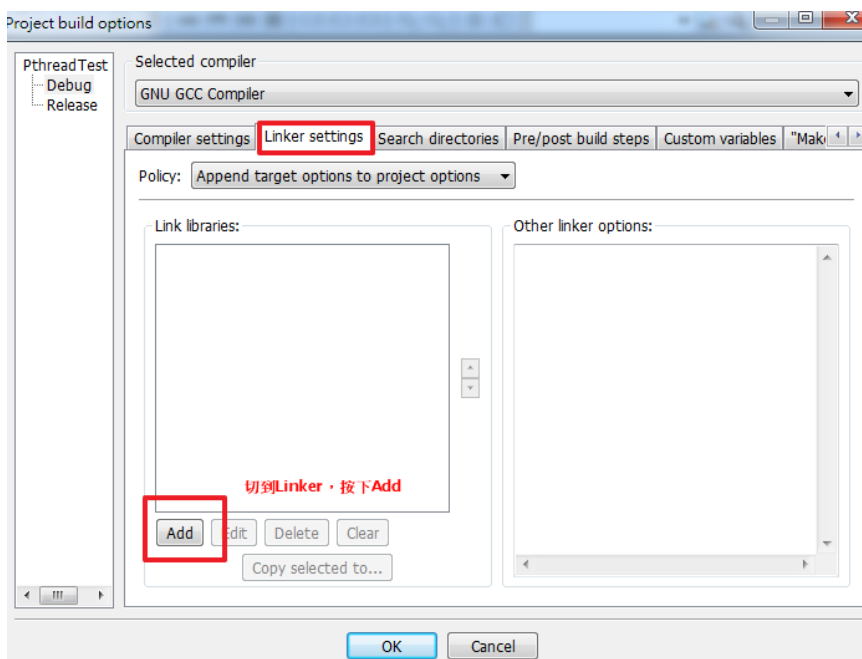 Project build options
PthreadTest
Debug
Release
Selected compiler
GNU GCC Compiler
Compiler settings Linker settings Search directories Pre/post build steps Custom variables "Mak
Policy: Append target options to project options
Link libraries:
Other linker options:
切到Linker，按下Add
Add Edit Delete Clear
Copy selected to...
OK Cancel